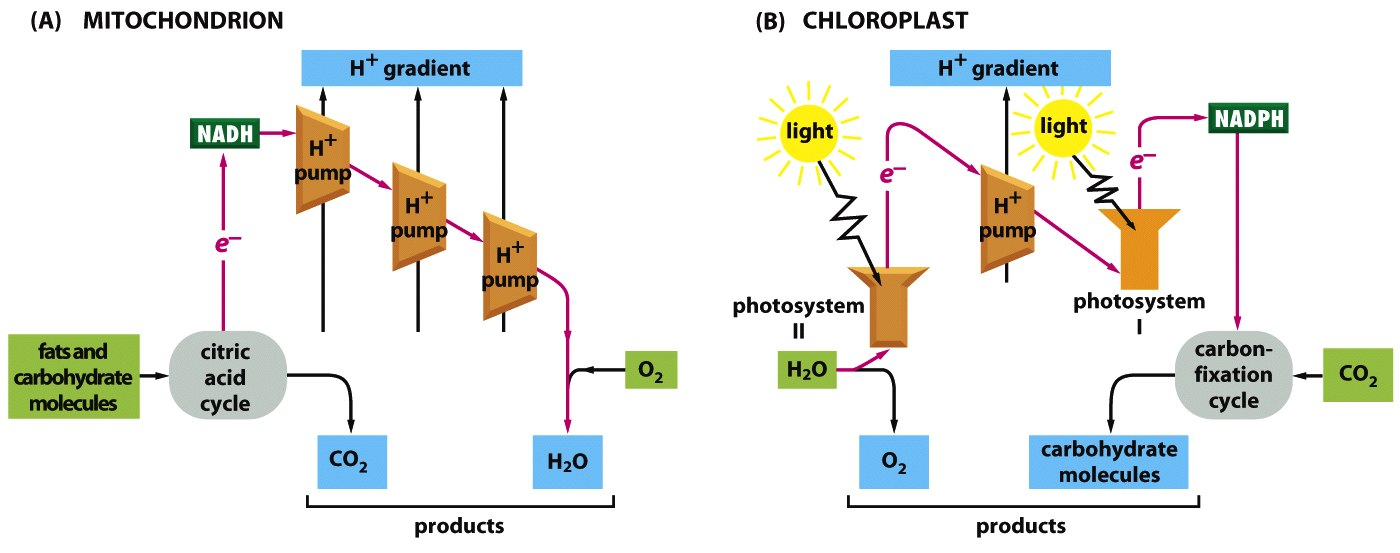 (A) MITOCHONDRION
H+ gradient
NADH
H+
pump
H+
pump
H+
pump
e–
fats and
carbohydrate
molecules
citric
acid
cycle
O2
CO2
H2O
products
(B) CHLOROPLAST
H+ gradient
light
light
NADPH
e–
e–
H+
pump
photosystem
II
photosystem
I
H2O
carbon-
fixation
cycle
CO2
O2
carbohydrate
molecules
products